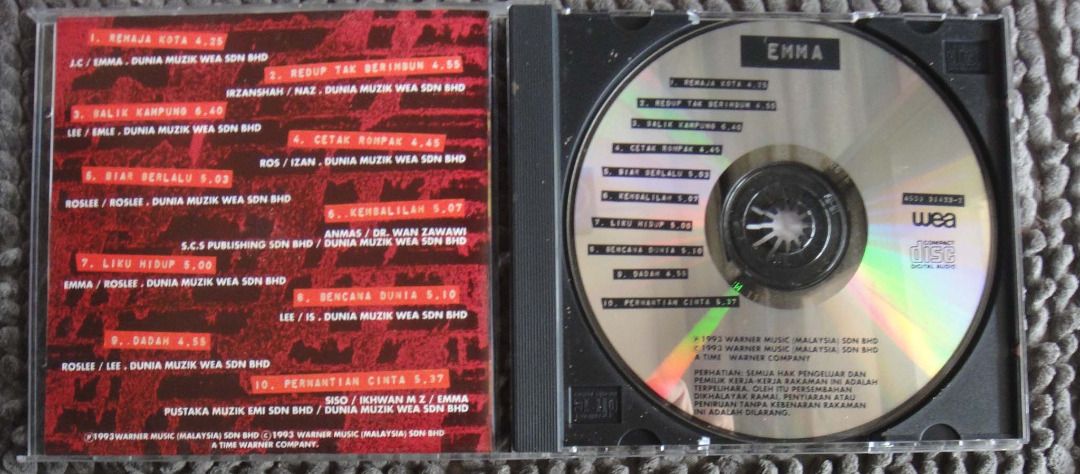 1. REMAJA KOTA 4.25
J.C / EMMA . DUNIA MUZIK WEA SDN BHD
2. REDUP TAK BERIMBUN 4.55
IRZANSHAH / NAZ . DUNIA MUZIK WEA SDN BHD
3. BALIK KAMPUNG 6.40
LEE / EMLE . DUNIA MUZIK WEA SDN BHD
4. CETAK ROMPAK 4.45
ROS / IZAN . DUNIA MUZIK WEA SDN BHD
5. BIAR BERLALU 5.03
ROSLEE / ROSLEE . DUNIA MUZIK WEA SDN BHD
6..KEMBALILAH 5.07
ANMAS / DR. WAN ZAWAWI
S.C.S PUBLISHING SDN BHD / DUNIA MUZIK WEA SDN BHD
7. LIKU HIDUP 5.00
EMMA / ROSLEE . DUNIA MUZIK WEA SDN BHD
8. BENCANA DUNIA 5.10
LEE / IS . DUNIA MUZIK WEA SDN BHD
9..DADAH 4.55
ROSLEE / LEE . DUNIA MUZIK WEA SDN BHD
10. PERHANTIAN CINTA 5.37
SISO / IKHWAN M Z / EMMA
PUSTAKA MUZIK EMI SDN BHD / DUNIA MUZIK WEA SDN BHD
Ⓟ1993 WARNER MUSIC (MALAYSIA) SDN BHD ©1993 WARNER MUSIC (MALAYSIA) SDN BHD
A TIME WARNER COMPANY.
EMMA
1. REMAJA KOTA 4.25
2. REDUP TAK BERIMBUN 4.55
3. BALIK KAMPUNG 6.40
4. CETAK ROMPAK 4.45
5. BIAR BERLALU 5.03
6. KEMBALILAH 5.07
7. LIKU HIDUP 5.00
8. BENCANA DUNIA 5.10
9. DADAH 4.55
10. PERHANTIAN CINTA 5.37
wea
COMPACT
disc
DIGITAL AUDIO
Ⓟ 1993 WARNER MUSIC (MALAYSIA) SDN BHD
© 1993 WARNER MUSIC (MALAYSIA) SDN BHD
A TIME WARNER COMPANY
PERHATIAN: SEMUA HAK PENGELUAR DAN
PEMILIK KERJA-KERJA RAKAMAN INI ADALAH
TERPELIHARA. OLEH ITU PERSEMBAHAN
DIKHALAYAK RAMAI, PENYIARAN ATAU
PENIRUAN TANPA KEBENARAN RAKAMAN
INI ADALAH DILARANG.